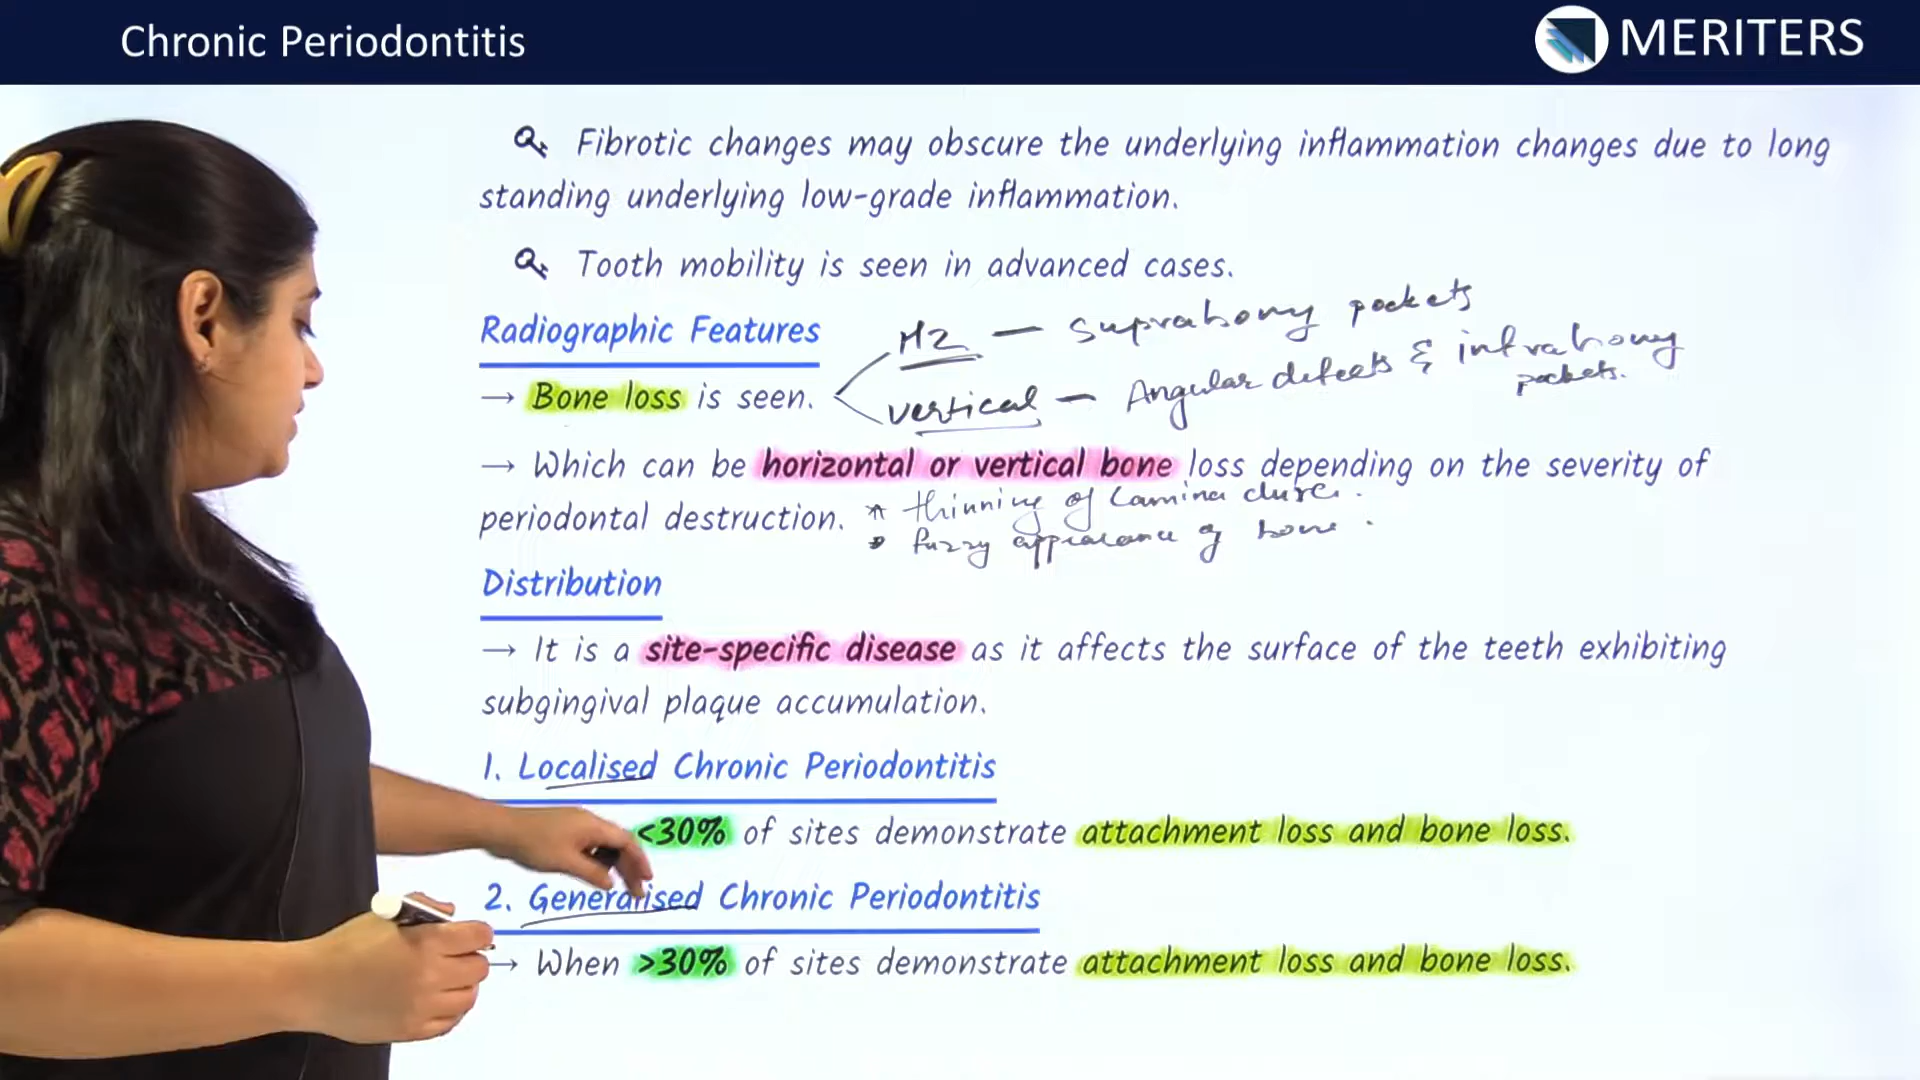 Chronic Periodontitis
MERITERS
Q. Fibrotic changes may obscure the underlying inflammation changes due to long
standing underlying low-grade inflammation.
Q. Tooth mobility is seen in advanced cases.
Radiographic Features
HZ — Suprabony pockets
→ Bone loss is seen.
vertical — Angular defects & infrabony
pockets.
→ Which can be horizontal or vertical bone loss depending on the severity of
periodontal destruction.
* thinning of Lamina dura.
* fuzzy appearance of bone.
Distribution
→ It is a site-specific disease as it affects the surface of the teeth exhibiting
subgingival plaque accumulation.
1. Localised Chronic Periodontitis
<30% of sites demonstrate attachment loss and bone loss.
2. Generalised Chronic Periodontitis
→ When >30% of sites demonstrate attachment loss and bone loss.